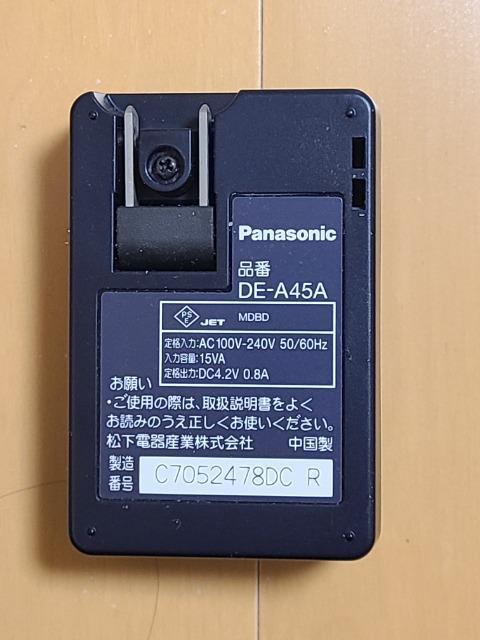 Panasonic
品番
DE-A45A
PS
E JET MDBD
定格入力:AC100V-240V 50/60Hz
入力容量:15VA
定格出力:DC4.2V 0.8A
お願い
・ご使用の際は、取扱説明書をよく
お読みのうえ正しくお使いください。
松下電器産業株式会社 中国製
製造
番号 C7052478DC R